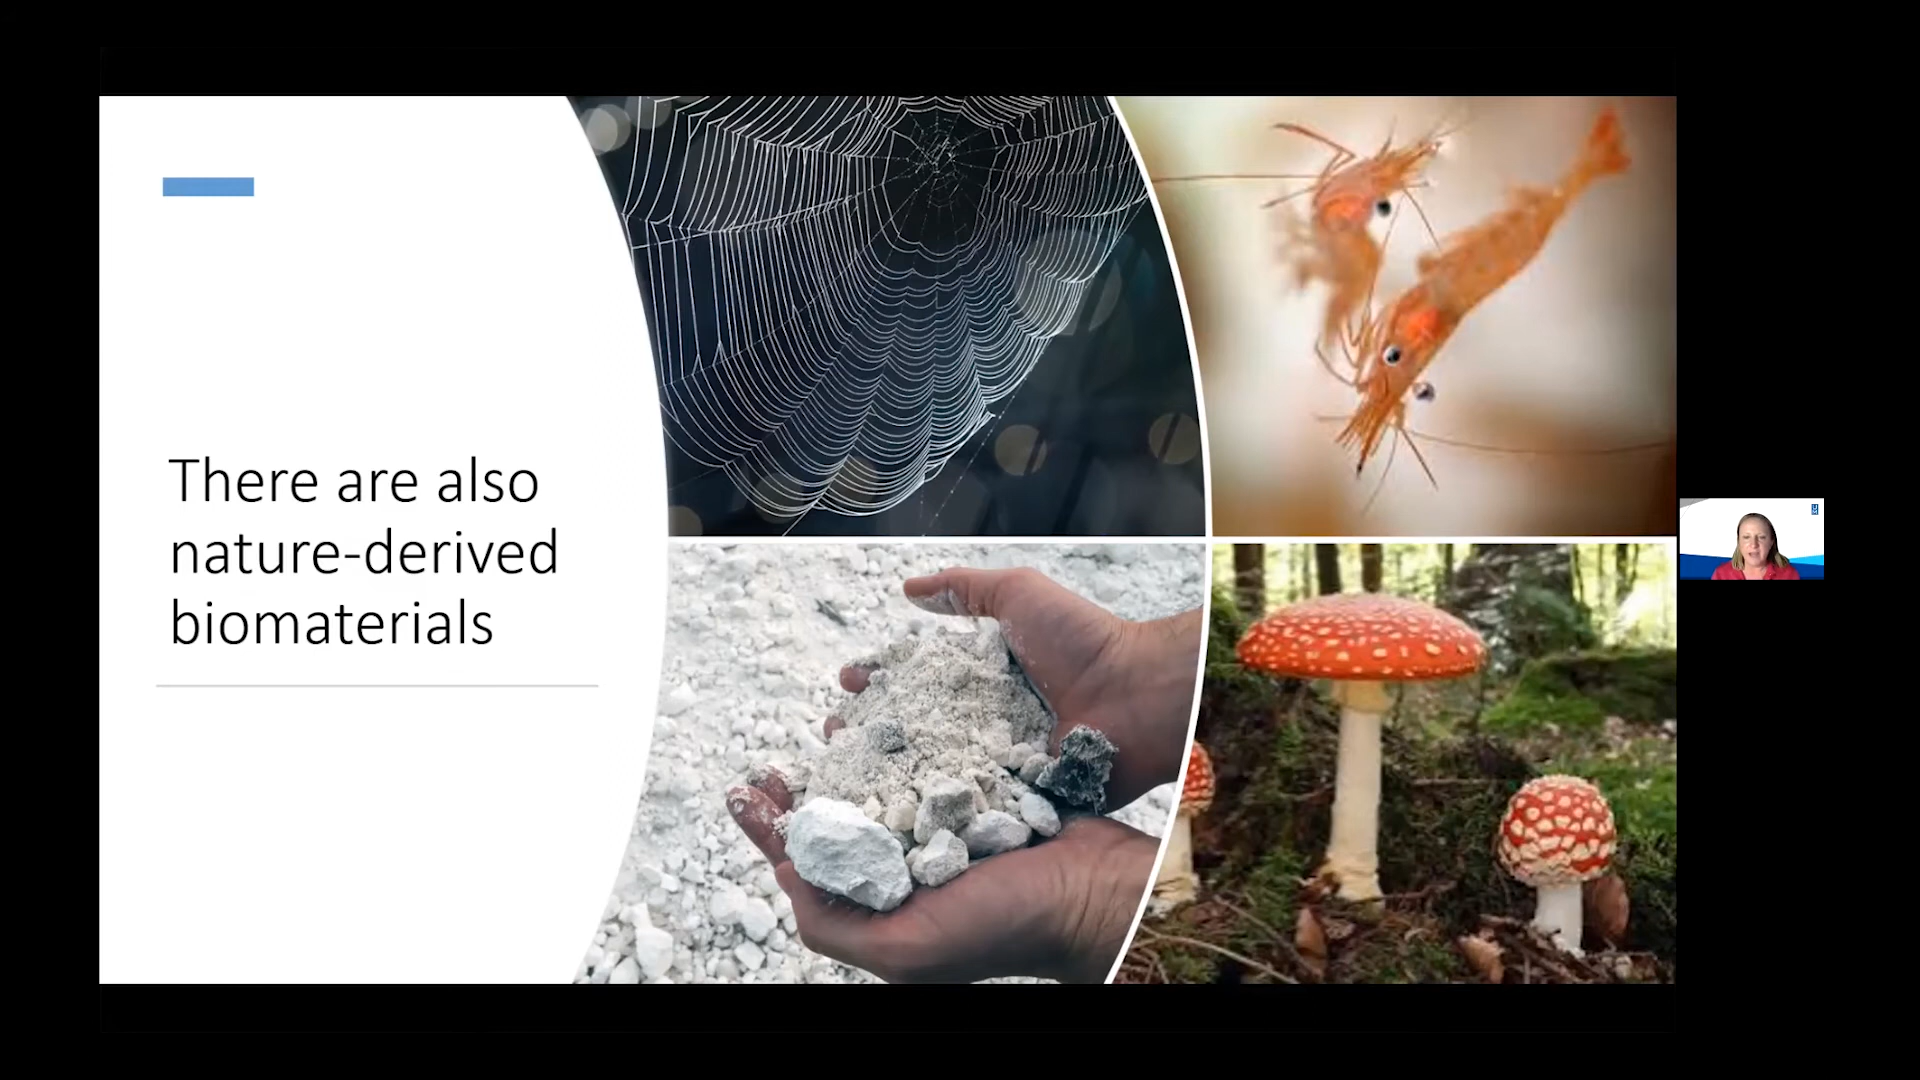 There are also
nature-derived
biomaterials